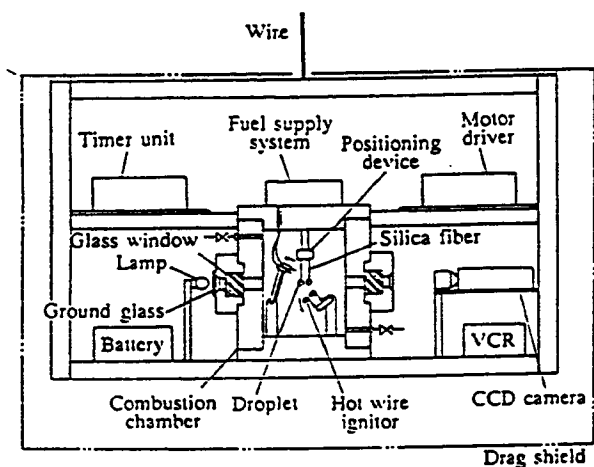 Wire
Timer unit
Fuel supply
system
Positioning
device
Motor
driver
Glass window
Lamp
Ground glass
Silica fiber
Battery
VCR
Combustion
chamber
Droplet
Hot wire
ignitor
CCD camera
Drag shield